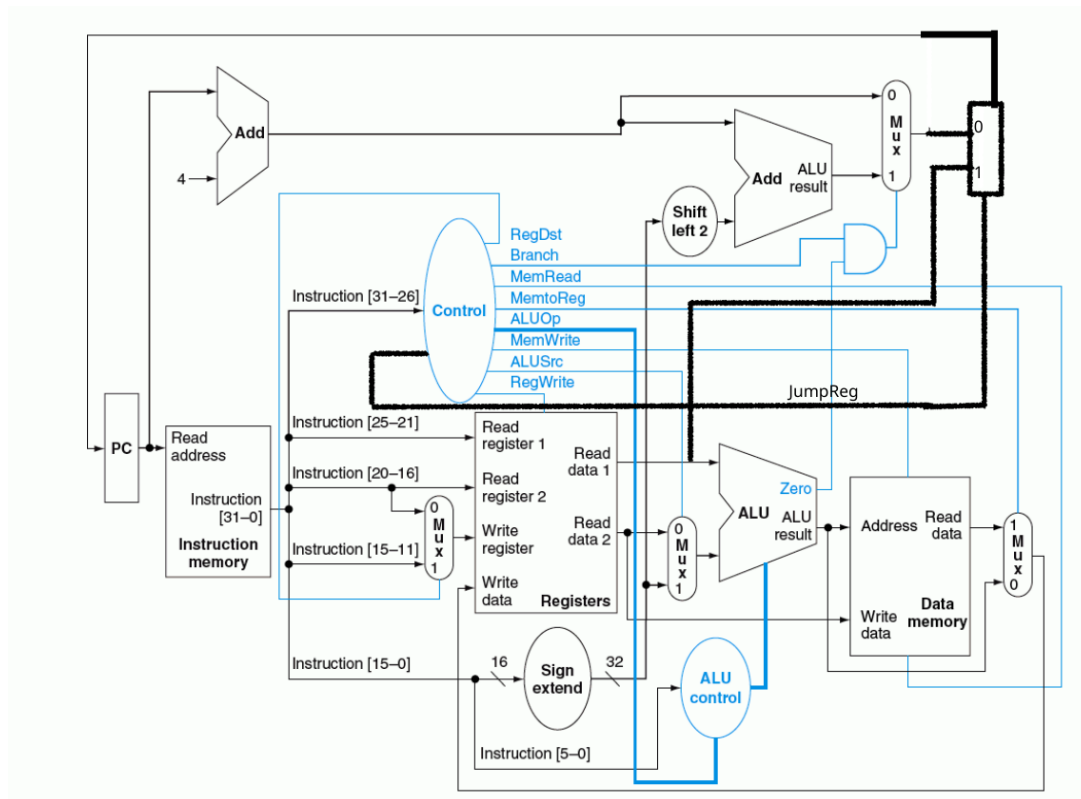 Add
4
0
M
u
x
1
0
1
Add
ALU
result
Shift
left 2
RegDst
Branch
MemRead
MemtoReg
ALUOp
MemWrite
ALUSrc
RegWrite
Control
Instruction [31–26]
JumpReg
PC
Read
address
Instruction
[31–0]
Instruction
memory
Instruction [25–21]
Instruction [20–16]
Instruction [15–11]
0
M
u
x
1
Read
register 1
Read
register 2
Write
register
Write
data
Read
data 1
Read
data 2
Registers
0
M
u
x
1
Zero
ALU
ALU
result
Address
Read
data
Write
data
Data
memory
1
M
u
x
0
Instruction [15–0]
16
Sign
extend
32
ALU
control
Instruction [5–0]